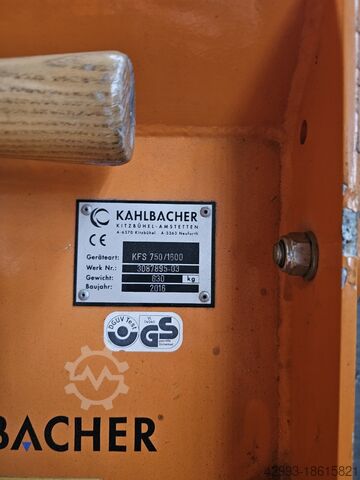 KAHLBACHER
KITZBÜHEL-AMSTETTEN
A-6370 Kitzbühel A-3363 Neufurth
CE
Geräteart: KFS 750/1600
Werk Nr.: 3087895-03
Gewicht: 630 kg
Baujahr: 2016
DGUV Test
GS
BACHER
42993-18615821